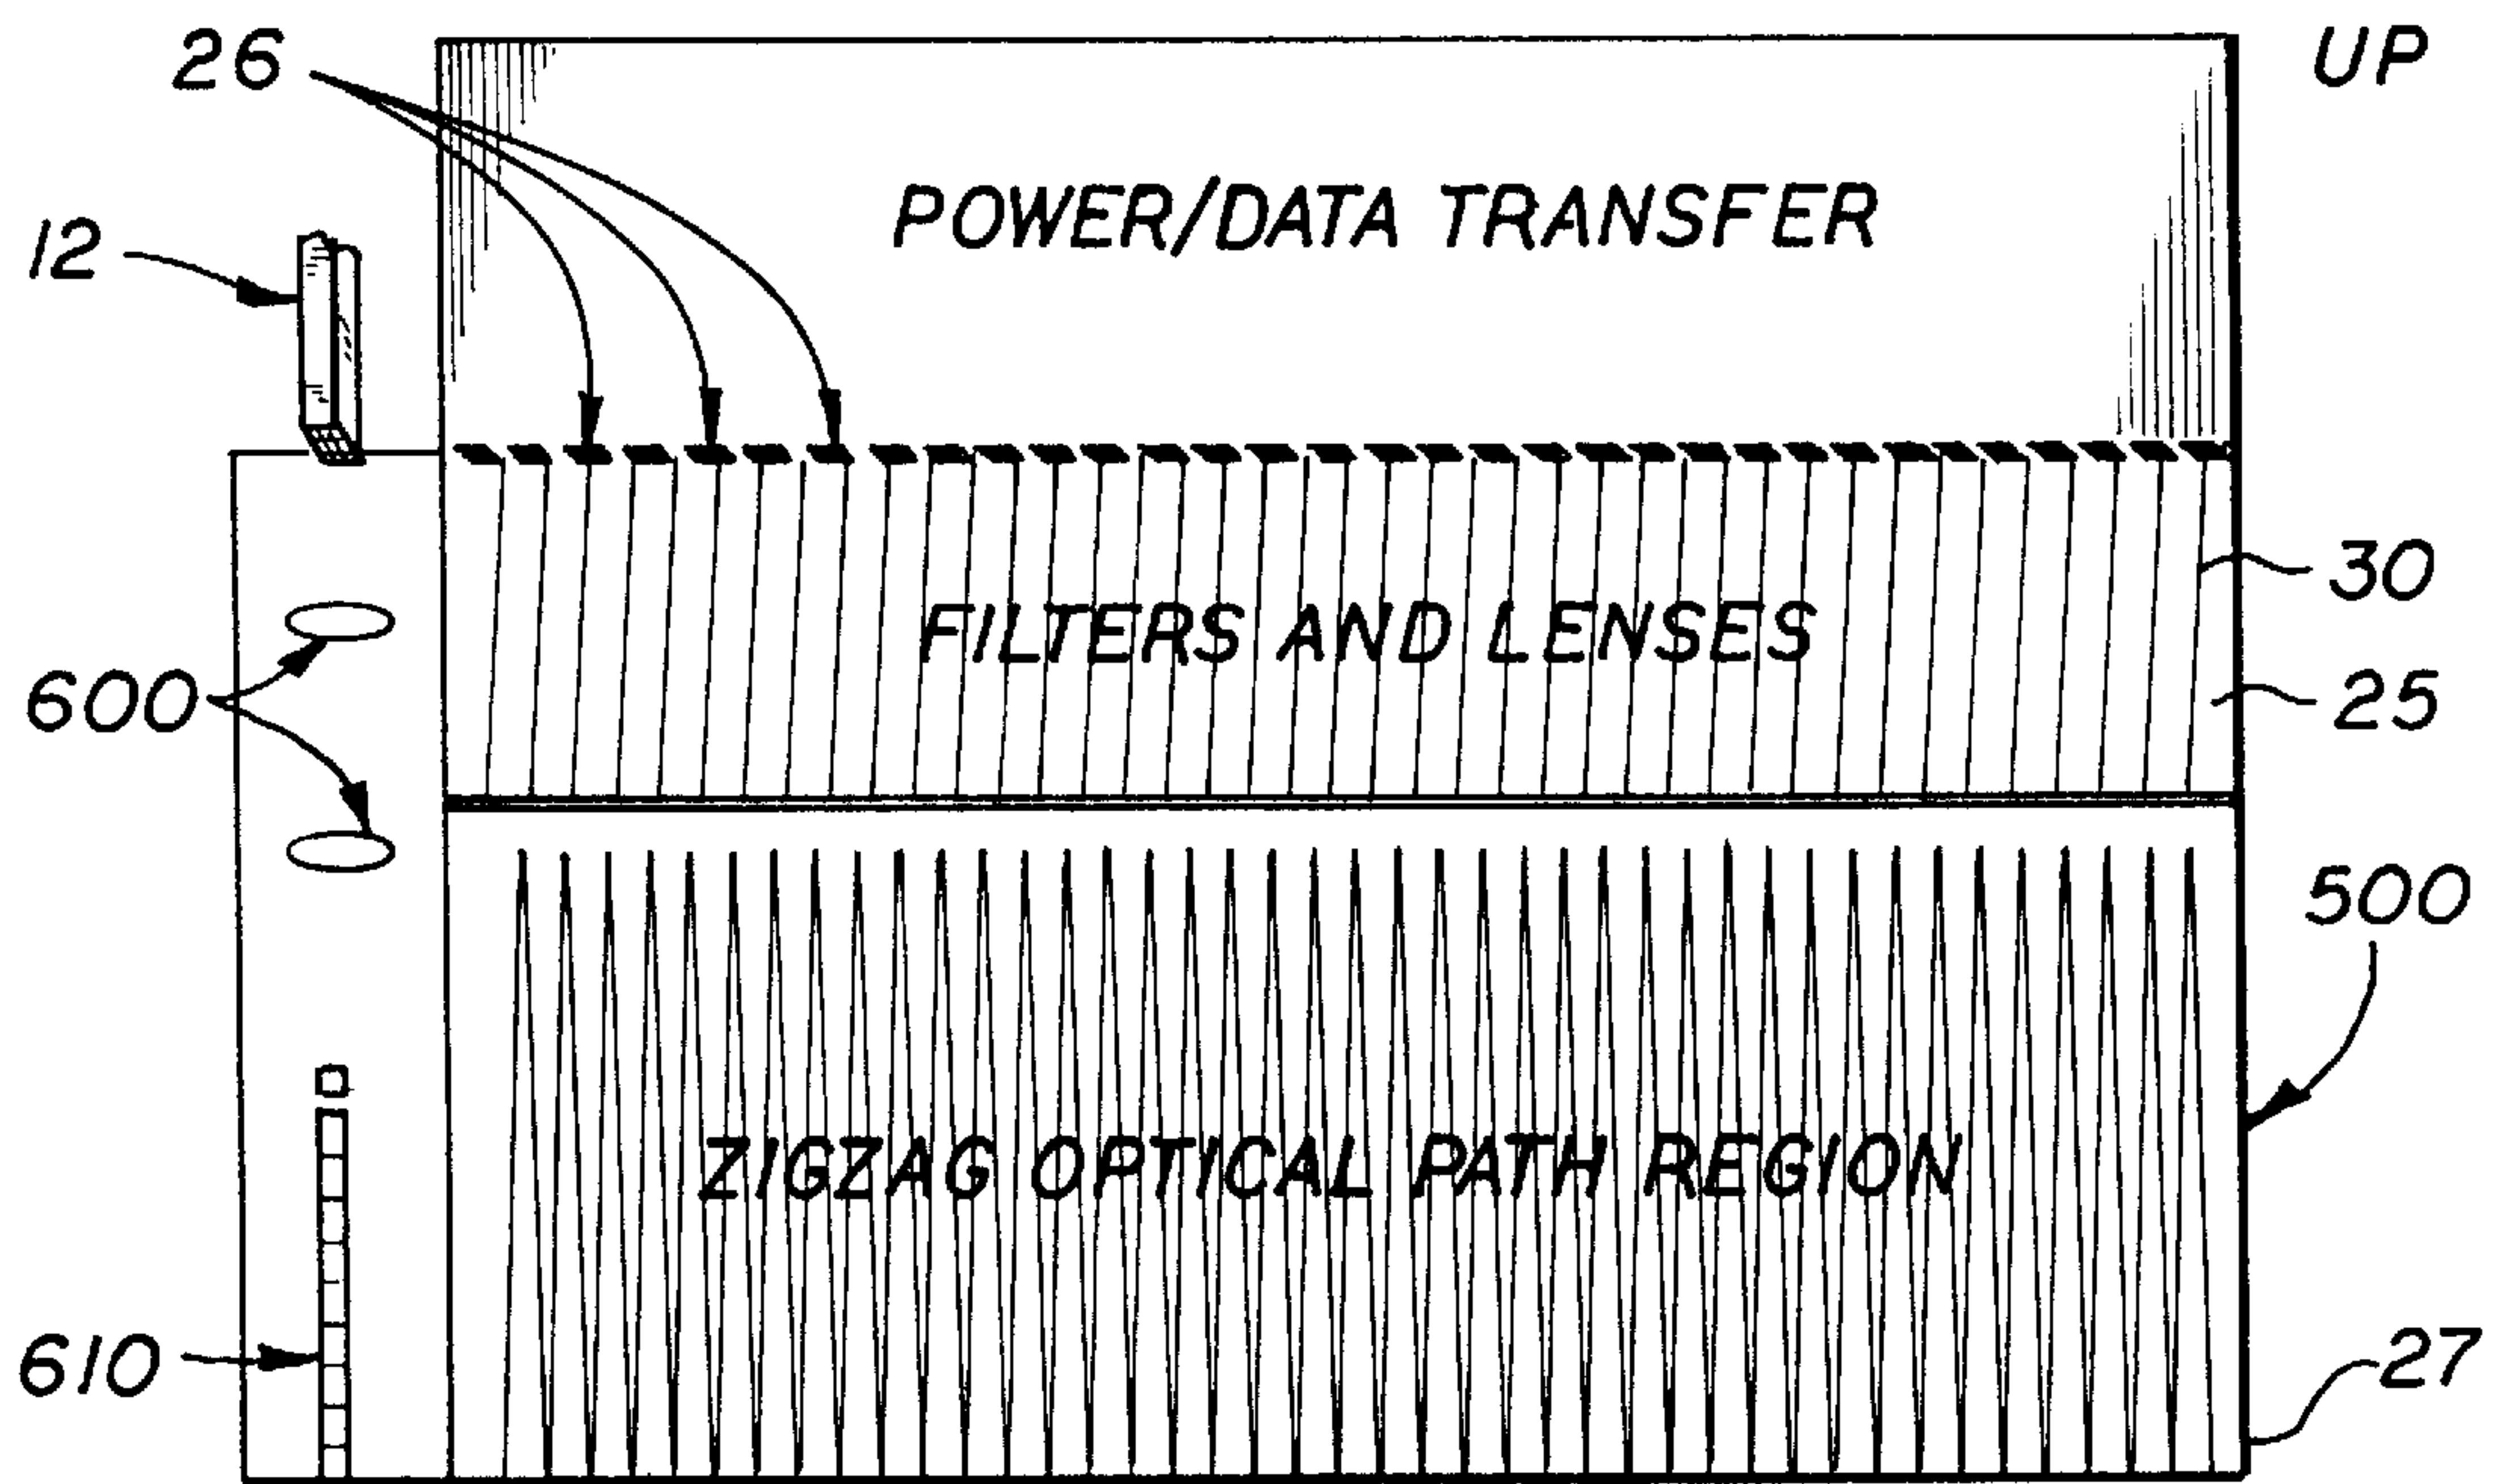 26
UP
12
POWER/DATA TRANSFER
30
FILTERS AND LENSES
600
25
500
ZIGZAG OPTICAL PATH REGION
610
27